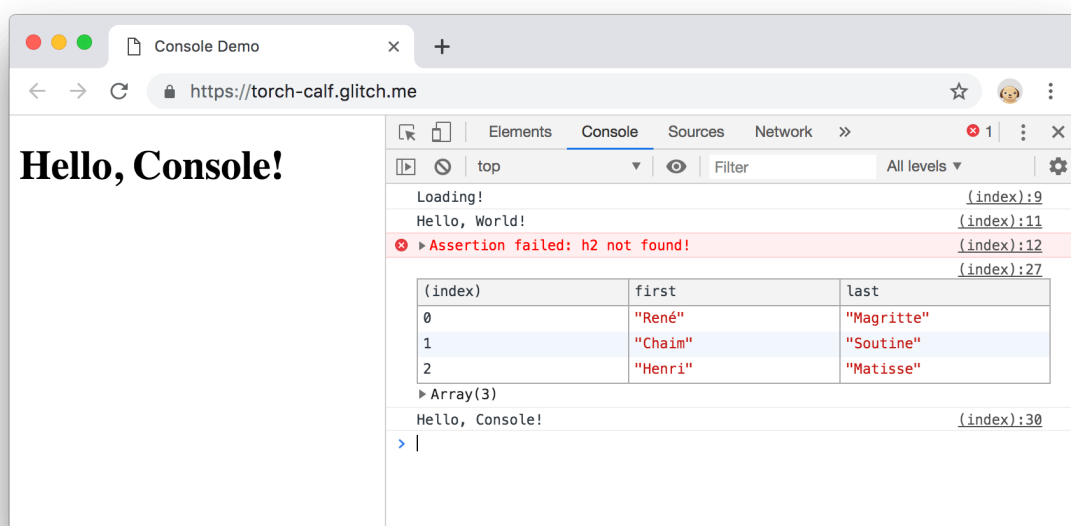 Console Demo
https://torch-calf.glitch.me
Hello, Console!
Elements Console Sources Network 1
top Filter All levels
Loading! (index):9
Hello, World! (index):11
Assertion failed: h2 not found! (index):12
(index):27
(index) first last
0 "René" "Magritte"
1 "Chaim" "Soutine"
2 "Henri" "Matisse"
Array(3)
Hello, Console! (index):30